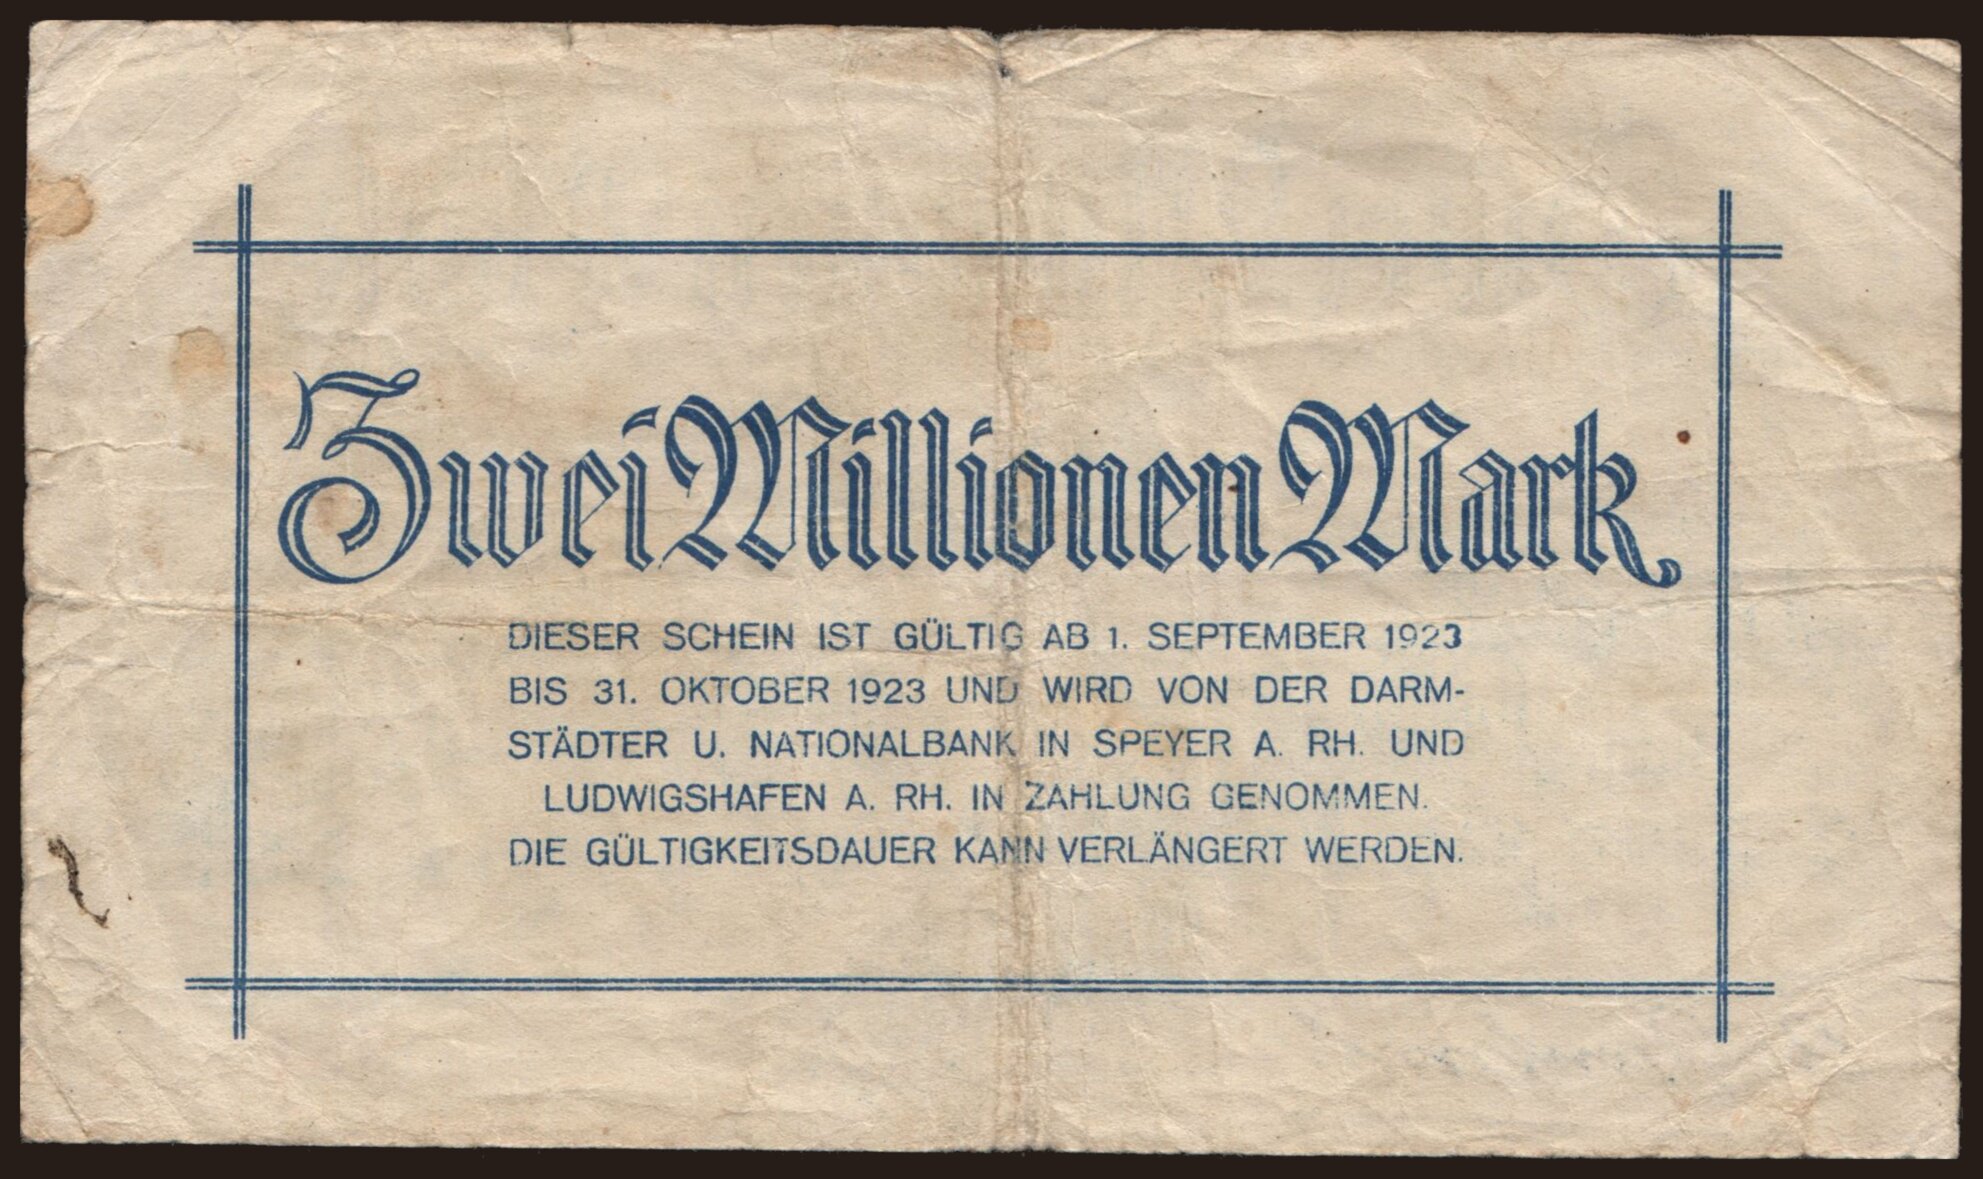 Zwei Millionen Mark
DIESER SCHEIN IST GÜLTIG AB 1. SEPTEMBER 1923
BIS 31. OKTOBER 1923 UND WIRD VON DER DARM-
STÄDTER U. NATIONALBANK IN SPEYER A. RH. UND
LUDWIGSHAFEN A. RH. IN ZAHLUNG GENOMMEN.
DIE GÜLTIGKEITSDAUER KANN VERLÄNGERT WERDEN.